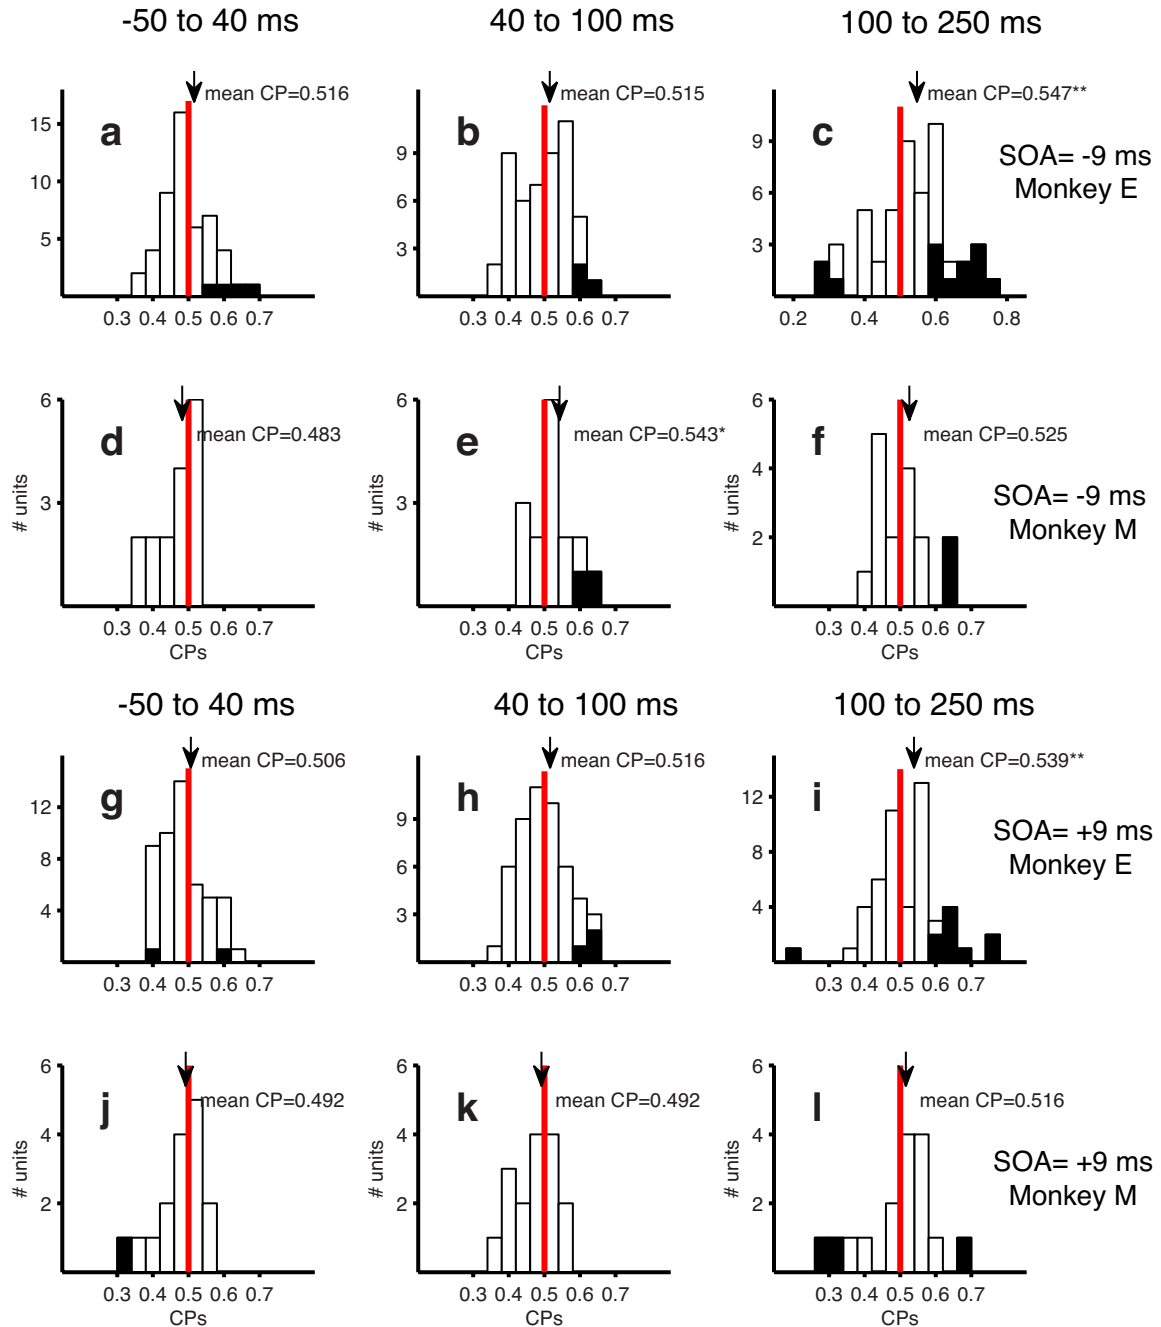 -50 to 40 ms
40 to 100 ms
100 to 250 ms
mean CP=0.516
15
10
5
a
0.3 0.4 0.5 0.6 0.7
mean CP=0.515
9
6
3
b
0.3 0.4 0.5 0.6 0.7
mean CP=0.547**
9
6
3
c
0.2 0.4 0.6 0.8
SOA= -9 ms
Monkey E
6
3
# units
d
mean CP=0.483
0.3 0.4 0.5 0.6 0.7
CPs
6
3
# units
e
mean CP=0.543*
0.3 0.4 0.5 0.6 0.7
CPs
6
4
2
# units
f
mean CP=0.525
0.3 0.4 0.5 0.6 0.7
CPs
SOA= -9 ms
Monkey M
-50 to 40 ms
40 to 100 ms
100 to 250 ms
mean CP=0.506
12
8
4
g
0.3 0.4 0.5 0.6 0.7
mean CP=0.516
9
6
3
h
0.3 0.4 0.5 0.6 0.7
mean CP=0.539**
12
8
4
i
0.3 0.4 0.5 0.6 0.7
SOA= +9 ms
Monkey E
6
4
2
# units
j
mean CP=0.492
0.3 0.4 0.5 0.6 0.7
CPs
6
4
2
# units
k
mean CP=0.492
0.3 0.4 0.5 0.6 0.7
CPs
6
4
2
# units
l
mean CP=0.516
0.3 0.4 0.5 0.6 0.7
CPs
SOA= +9 ms
Monkey M